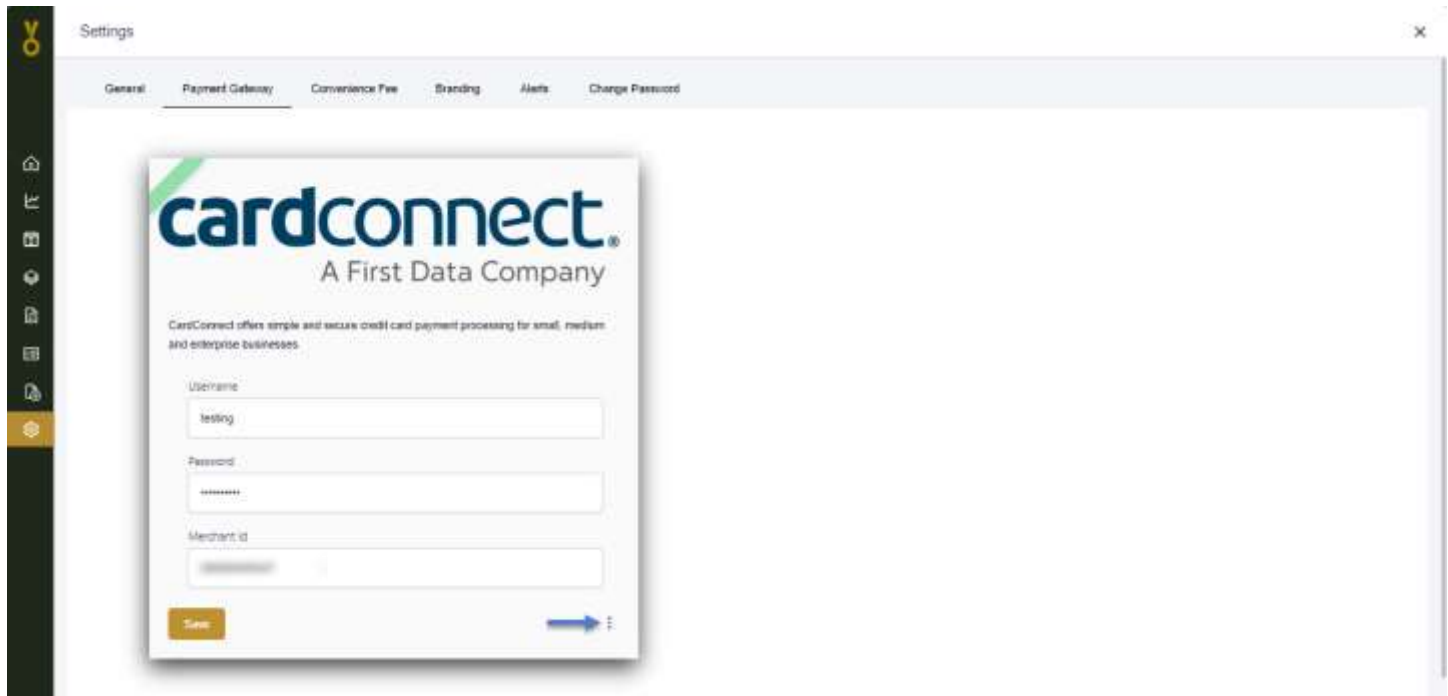 Settings
General Payment Gateway Convenience Fee Branding Alerts Change Password
cardconnect.®
A First Data Company
CardConnect offers simple and secure credit card payment processing for small, medium
and enterprise businesses
Username
testing
Password
••••••••••
Merchant Id
Save